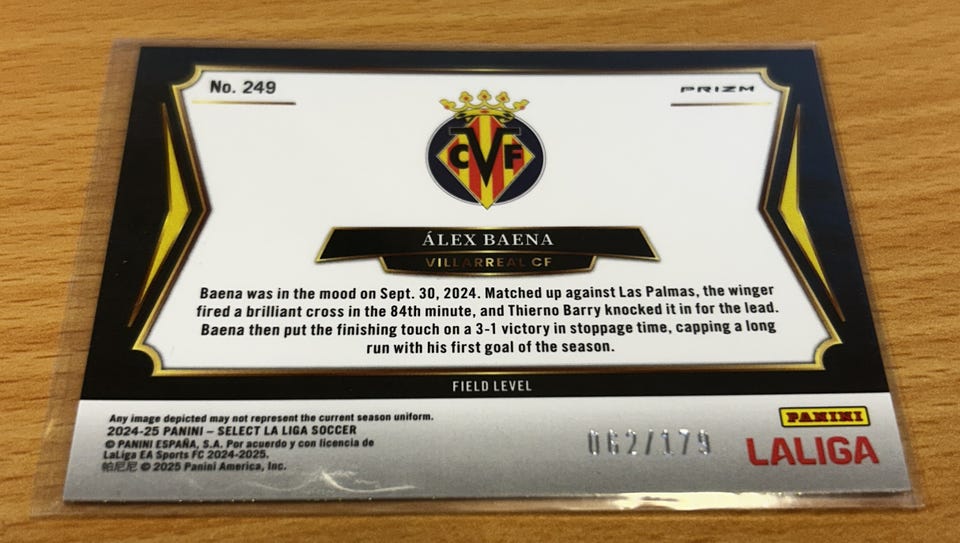 No. 249
PRIZM
CVF
ÁLEX BAENA
VILLARREAL CF
Baena was in the mood on Sept. 30, 2024. Matched up against Las Palmas, the winger
fired a brilliant cross in the 84th minute, and Thierno Barry knocked it in for the lead.
Baena then put the finishing touch on a 3-1 victory in stoppage time, capping a long
run with his first goal of the season.
FIELD LEVEL
Any image depicted may not represent the current season uniform.
2024-25 PANINI – SELECT LA LIGA SOCCER
© PANINI ESPAÑA, S.A. Por acuerdo y con licencia de
LaLiga EA Sports FC 2024-2025.
帕尼尼 © 2025 Panini America, Inc.
062/179
PANINI
LALIGA